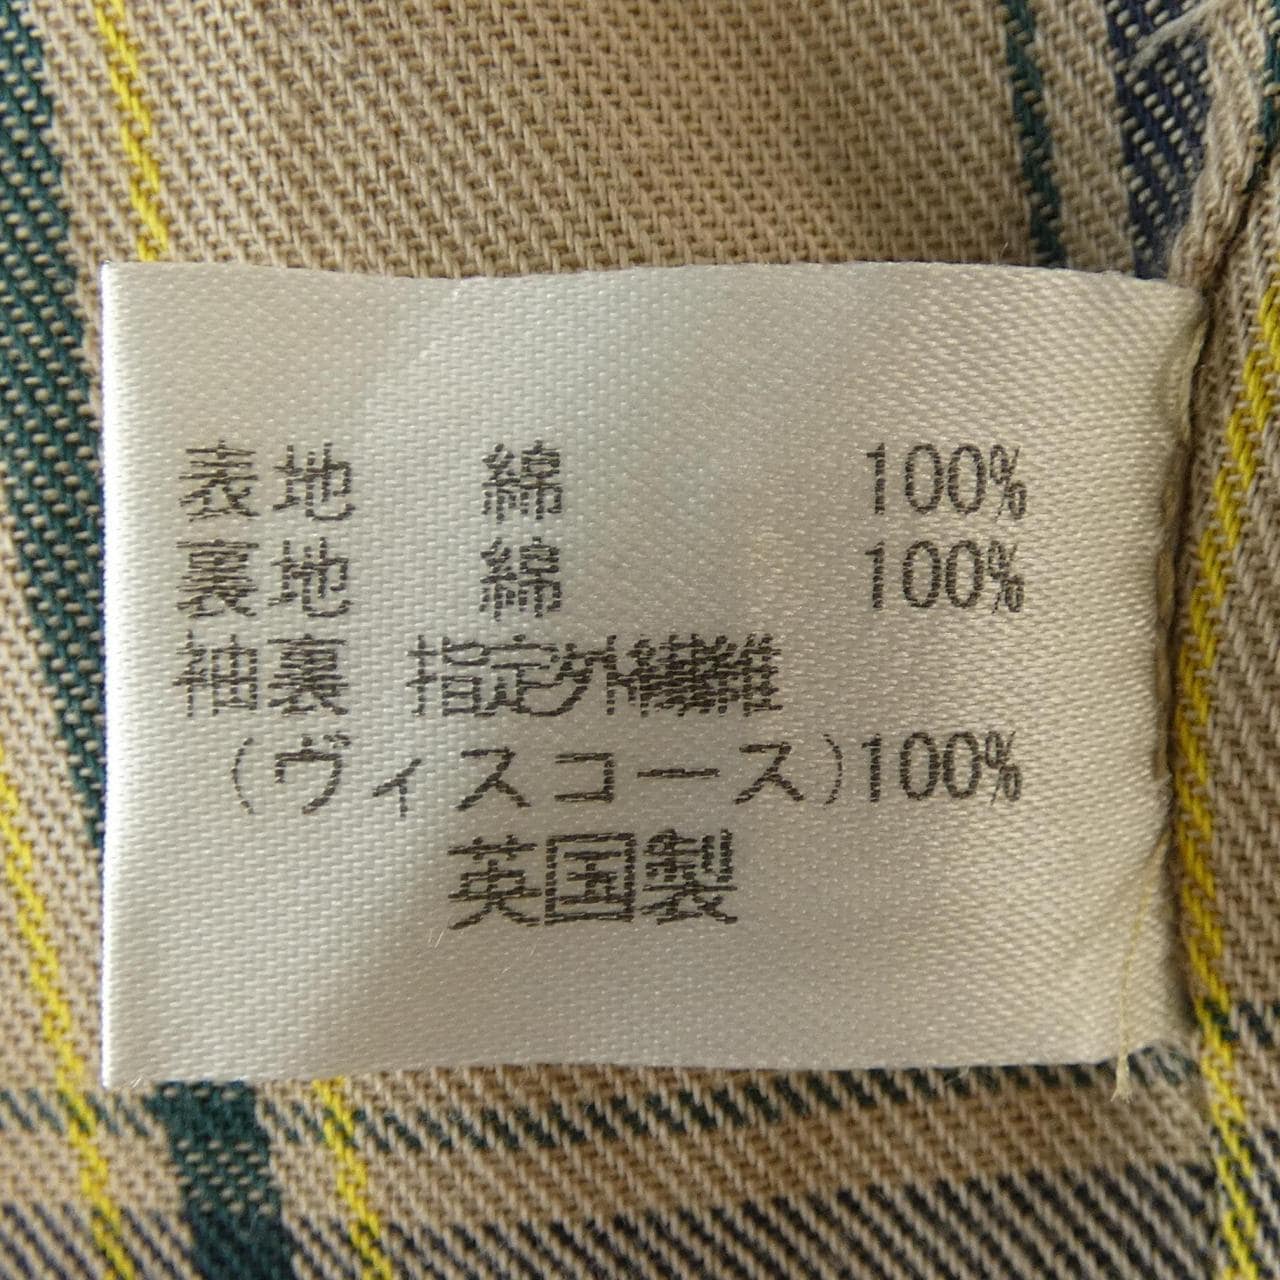 表地 綿 100%
裏地 綿 100%
袖裏 指定外繊維
(ヴィスコース)100%
英国製